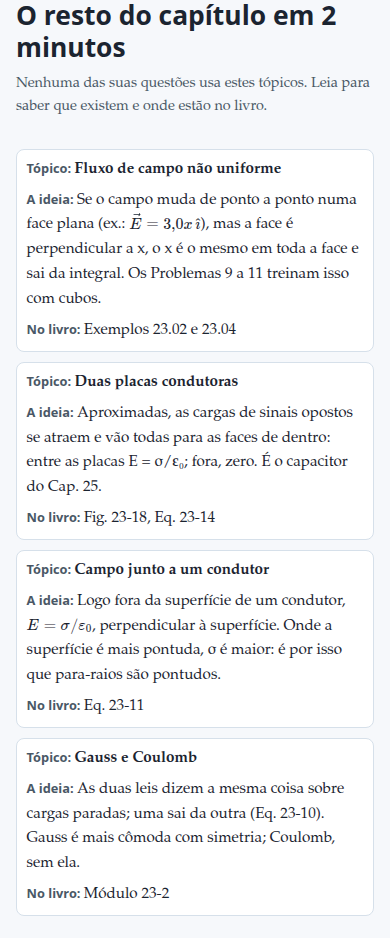 O resto do capítulo em 2
minutos
Nenhuma das suas questões usa estes tópicos. Leia para
saber que existem e onde estão no livro.
Tópico: Fluxo de campo não uniforme
A ideia: Se o campo muda de ponto a ponto numa
face plana (ex.: $\vec{E} = 3{,}0x\,\hat{\imath}$), mas a face é
perpendicular a x, o x é o mesmo em toda a face e
sai da integral. Os Problemas 9 a 11 treinam isso
com cubos.
No livro: Exemplos 23.02 e 23.04
Tópico: Duas placas condutoras
A ideia: Aproximadas, as cargas de sinais opostos
se atraem e vão todas para as faces de dentro:
entre as placas E = σ/ε₀; fora, zero. É o capacitor
do Cap. 25.
No livro: Fig. 23-18, Eq. 23-14
Tópico: Campo junto a um condutor
A ideia: Logo fora da superfície de um condutor,
E = σ/ε₀, perpendicular à superfície. Onde a
superfície é mais pontuda, σ é maior: é por isso
que para-raios são pontudos.
No livro: Eq. 23-11
Tópico: Gauss e Coulomb
A ideia: As duas leis dizem a mesma coisa sobre
cargas paradas; uma sai da outra (Eq. 23-10).
Gauss é mais cômoda com simetria; Coulomb,
sem ela.
No livro: Módulo 23-2